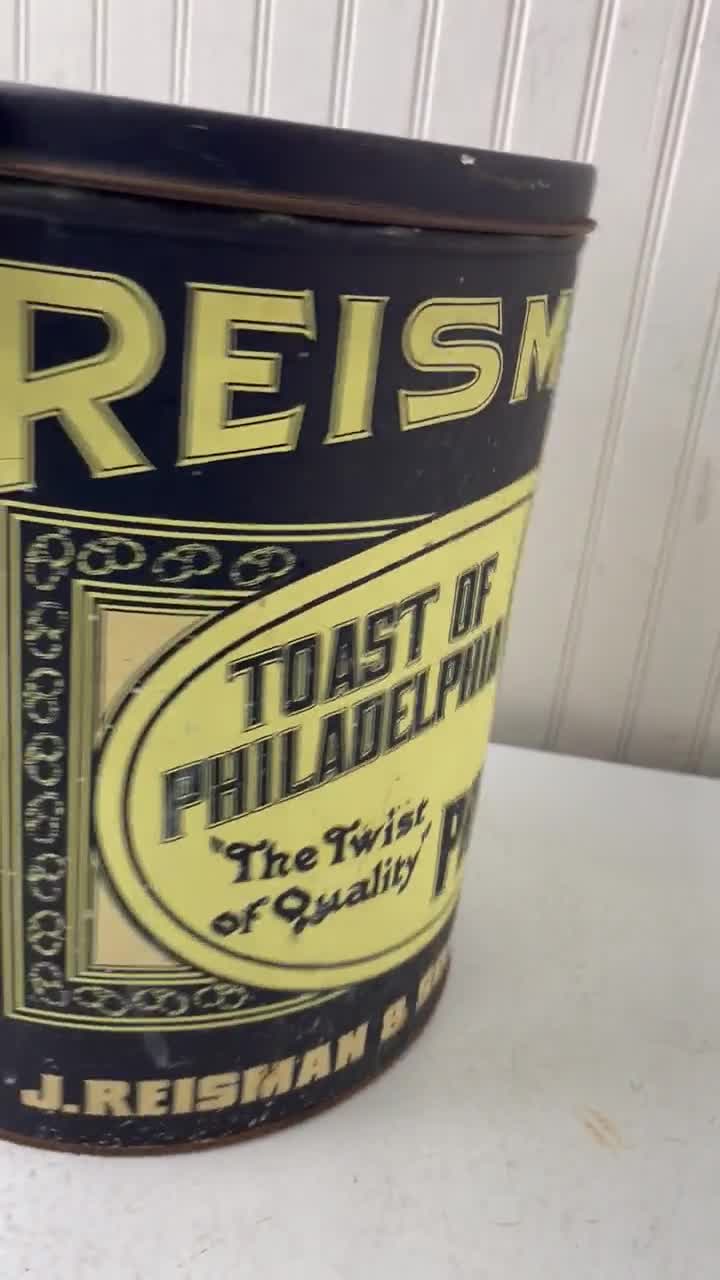 REISM
TOAST OF
PHILADELPHIA
"The Twist
of Quality"
J. REISMAN &